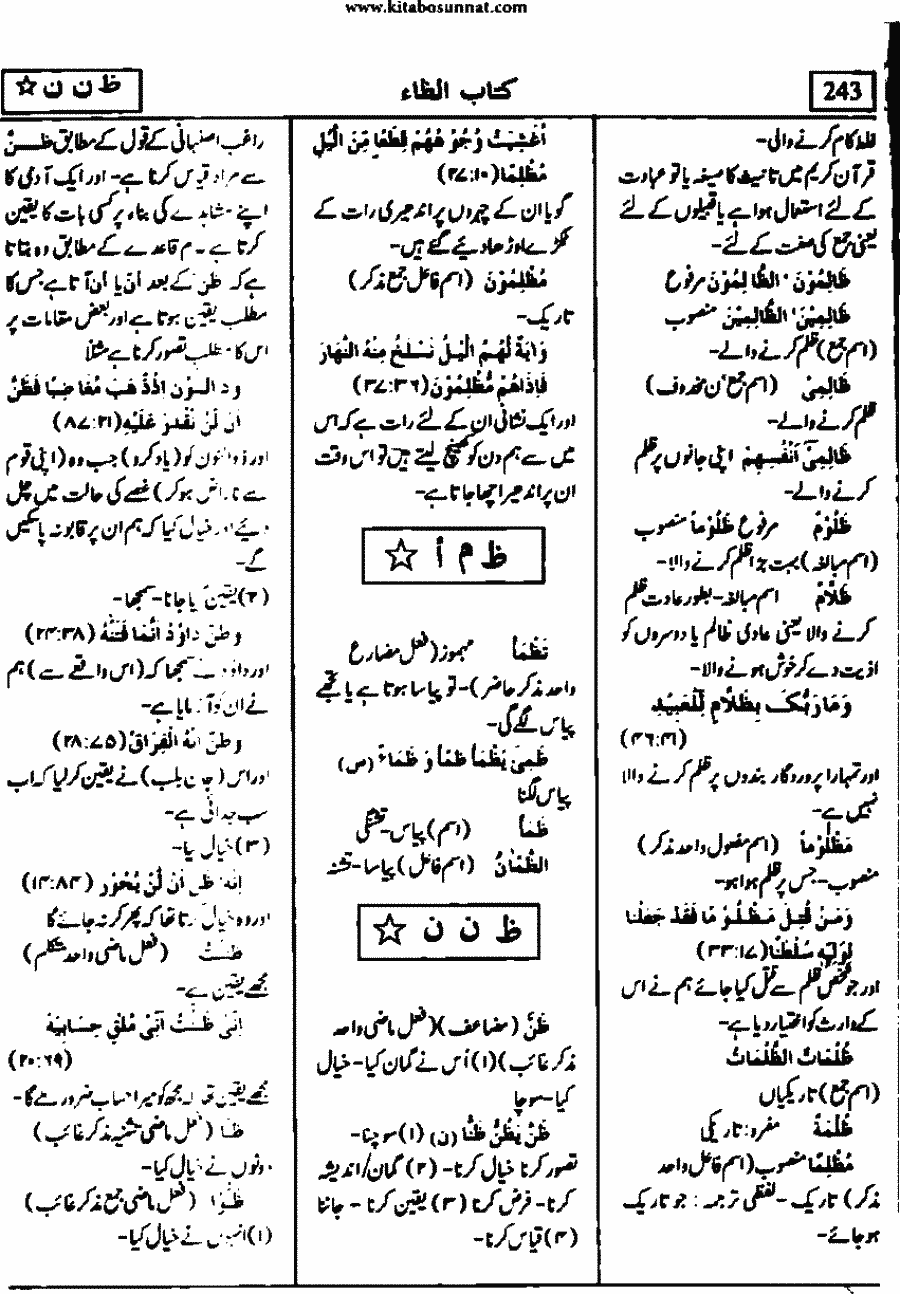 www.kitabosunnat.com
243
كتاب الظاء
ظ ن ن ☆
غلط کام کرنے والی-
قرآن کریم میں تانیث کا صیغہ یا تو عبادت
کے لئے استعمال ہوا ہے یا قبیلوں کے لئے
یعنی جمع کی صفت کے لئے-
ظَالِمُوْنَ ' الظَّالِمُوْنَ مرفوع
ظَالِمِيْنَ ' الظَّالِمِيْنَ منصوب
(اسم جمع) ظلم کرنے والے-
ظَالِمِىْ (اسم جمع ن محذوف)
ظلم کرنے والے-
ظَالِمِىْ اَنْفُسِهِمْ اپنی جانوں پر ظلم
کرنے والے-
ظَلُوْمٌ مرفوع ظَلُوْماً منصوب
(اسم مبالغہ) بہت بڑا ظلم کرنے والا-
ظَلَّامٌ اسم مبالغہ-بطور عادت ظلم
کرنے والا یعنی عادی ظالم یا دوسروں کو
اذیت دے کر خوش ہونے والا-
وَمَا رَبُّكَ بِظَلَّامٍ لِّلْعَبِيْدِ
(۴۶:۴۱)
اور تمہارا پروردگار بندوں پر ظلم کرنے والا
نہیں ہے-
مَظْلُوْماً (اسم مفعول واحد مذکر)
منصوب-جس پر ظلم ہوا ہو-
وَمَنْ قُتِلَ مَظْلُوْمًا فَقَدْ جَعَلْنَا
لِوَلِيِّهٖ سُلْطٰنًا (۳۳:۱۷)
اور جو شخص ظلم سے قتل کیا جائے ہم نے اس
کے وارث کو اختیار دیا ہے-
ظُلُمَاتٌ الظُّلُمَاتُ
(اسم جمع) تاریکیاں
ظُلْمَةٌ مفرد: تاریکی
مُظْلِمًا منصوب (اسم فاعل واحد
مذکر) تاریک-لفظی ترجمہ: جو تاریک
ہو جائے-
اُغْشِيَتْ وُجُوْهُهُمْ قِطَعًا مِّنَ الَّيْلِ
مُظْلِمًا (۲۷:۱۰)
گویا ان کے چہروں پر اندھیری رات کے
ٹکڑے اوڑھا دیئے گئے ہیں-
مُظْلِمُوْنَ (اسم فاعل جمع مذکر)
تاریک-
وَاٰيَةٌ لَّهُمُ الَّيْلُ نَسْلَخُ مِنْهُ النَّهَارَ
فَاِذَاهُمْ مُّظْلِمُوْنَ (۳۷:۳۶)
اور ایک نشانی ان کے لئے رات ہے کہ اس
میں سے ہم دن کو کھینچ لیتے ہیں تو اس وقت
ان پر اندھیرا چھا جاتا ہے-
ظ م أ ☆
تَظْمَأُ مہموز (فعل مضارع
واحد مذکر حاضر)-تو پیاسا ہوتا ہے یا تجھے
پیاس لگے گی-
ظَمِئَ يَظْمَأُ ظَمْأً وَ ظَمَاءً (س)
پیاس لگنا
ظَمَأٌ (اسم) پیاس-تشنگی
الظَّمْاٰنُ (اسم فاعل) پیاسا-تشنہ
ظ ن ن ☆
ظَنَّ (مضاعف) (فعل ماضی واحد
مذکر غائب) (۱) اُس نے گمان کیا-خیال
کیا-سوچا
ظَنَّ يَظُنُّ ظَنًّا (ن) (۱) سوچنا-
تصور کرنا خیال کرنا- (۲) گمان/اندیشہ
کرنا-فرض کرنا (۳) یقین کرنا-جاننا
(۴) قیاس کرنا-
راغب اصفہانی کے قول کے مطابق ظنٌّ
سے مراد قیاس کرنا ہے-اور ایک آدمی کا
اپنے مشاہدے کی بناء پر کسی بات کا یقین
کرتا ہے- م قاعدے کے مطابق وہ بتاتا
ہے کہ ظن کے بعد أنّ یا أن آتا ہے جس کا
مطلب یقین ہوتا ہے اور بعض مقامات پر
اس کا مطلب تصور کرنا ہے مثلاً
وذالنون اذذَّهَبَ مُغَاضِبًا فَظَنَّ
اَنْ لَّنْ نَّقْدِرَ عَلَيْهِ (۸۷:۲۱)
اور ذوالنون کو (یاد کرو) جب وہ (اپنی قوم
سے ناراض ہو کر) غصے کی حالت میں چل
دیئے اور خیال کیا کہ ہم ان پر قابو نہ پاسکیں
گے-
(۲) یقین کیا جانا-سمجھا-
وَظَنَّ دَاوٗدُ اَنَّمَا فَتَنّٰهُ (۲۴:۳۸)
اور داؤد نے سمجھا کہ (اس واقعے سے) ہم
نے ان کو آزمایا ہے-
وَظَنَّ اَنَّهُ الْفِرَاقُ (۲۸:۷۵)
اور اس (جان بلب) نے یقین کر لیا کہ اب
سب جدائی ہے-
(۳) خیال کیا-
اِنَّهٗ ظَنَّ اَنْ لَّنْ يَّحُوْرَ (۱۴:۸۴)
اور وہ خیال کرتا تھا کہ پھر کر نہ جائے گا
ظَنَنْتُ (فعل ماضی واحد متکلم)
مجھے یقین ہے-
اِنِّىْ ظَنَنْتُ اَنِّىْ مُلٰقٍ حِسَابِيَهْ
(۲۰:۶۹)
مجھے یقین تھا کہ مجھ کو میرا حساب ضرور ملے گا-
ظَنَّا (فعل ماضی تثنیہ مذکر غائب)
دونوں نے خیال کیا-
ظَنُّوْا (فعل ماضی جمع مذکر غائب)
(۱) انہوں نے خیال کیا-